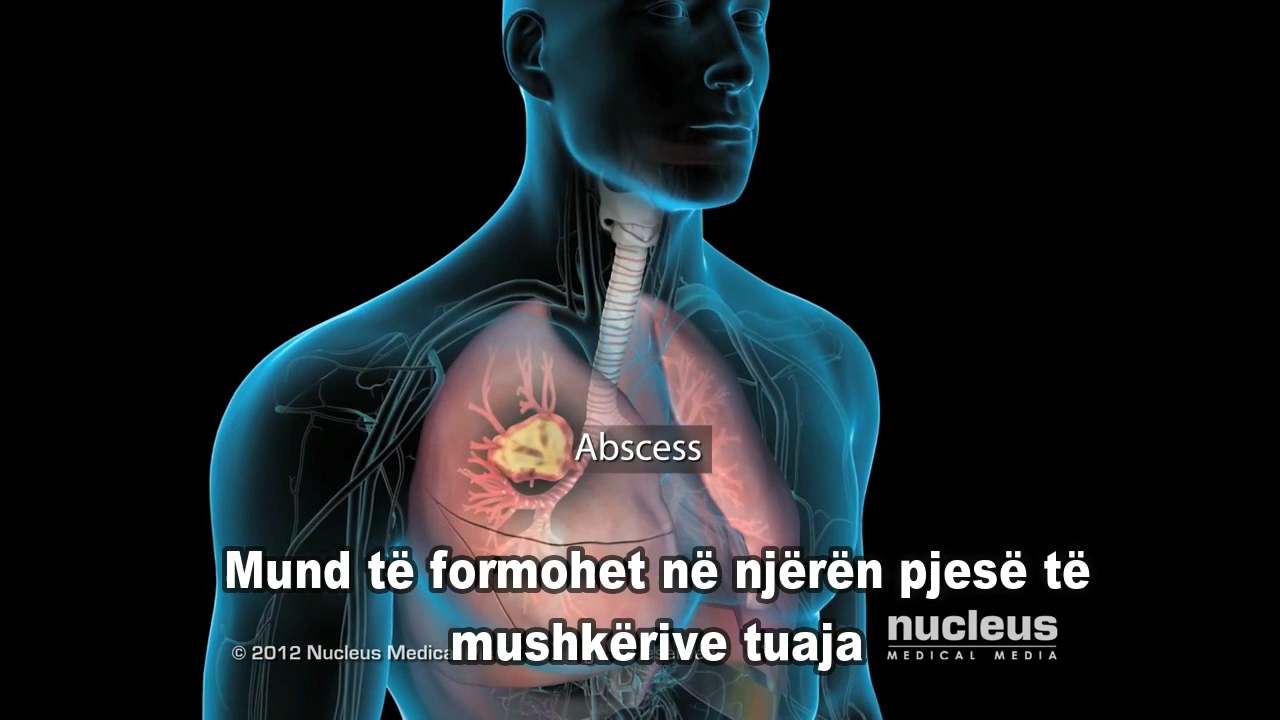 Abscess
Mund të formohet në njërën pjesë të
mushkërive tuaja
nucleus
MEDICAL MEDIA
© 2012 Nucleus Medica